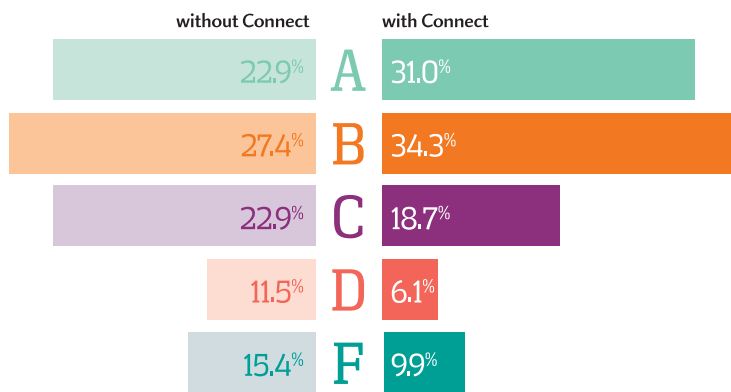 without Connect with Connect
22.9% A 31.0%
27.4% B 34.3%
22.9% C 18.7%
11.5% D 6.1%
15.4% F 9.9%